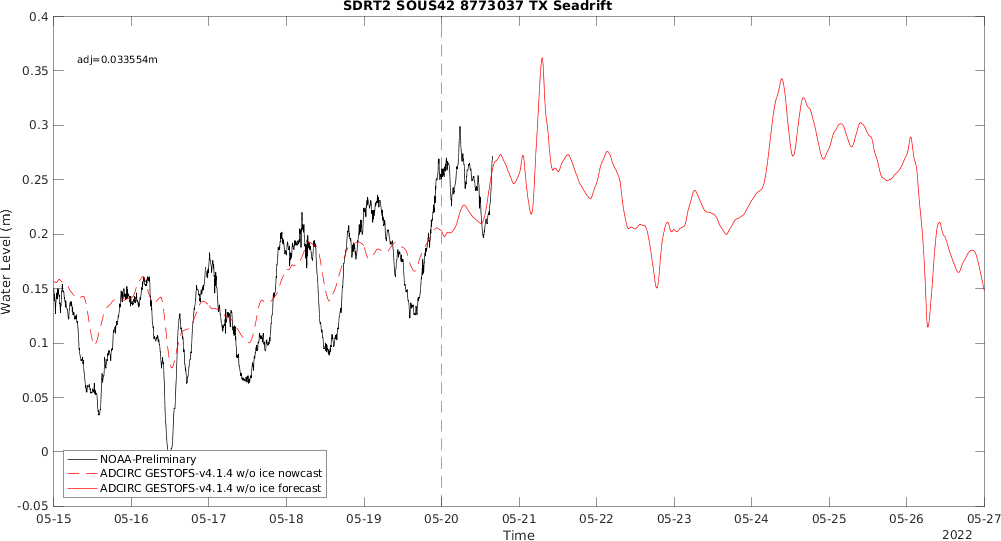 SDRT2 SOUS42 8773037 TX Seadrift
adj=0.033554m
Water Level (m)
0.4
0.35
0.3
0.25
0.2
0.15
0.1
0.05
0
-0.05
NOAA-Preliminary
ADCIRC GESTOFS-v4.1.4 w/o ice nowcast
ADCIRC GESTOFS-v4.1.4 w/o ice forecast
05-15 05-16 05-17 05-18 05-19 05-20 05-21 05-22 05-23 05-24 05-25 05-26 05-27
Time
2022